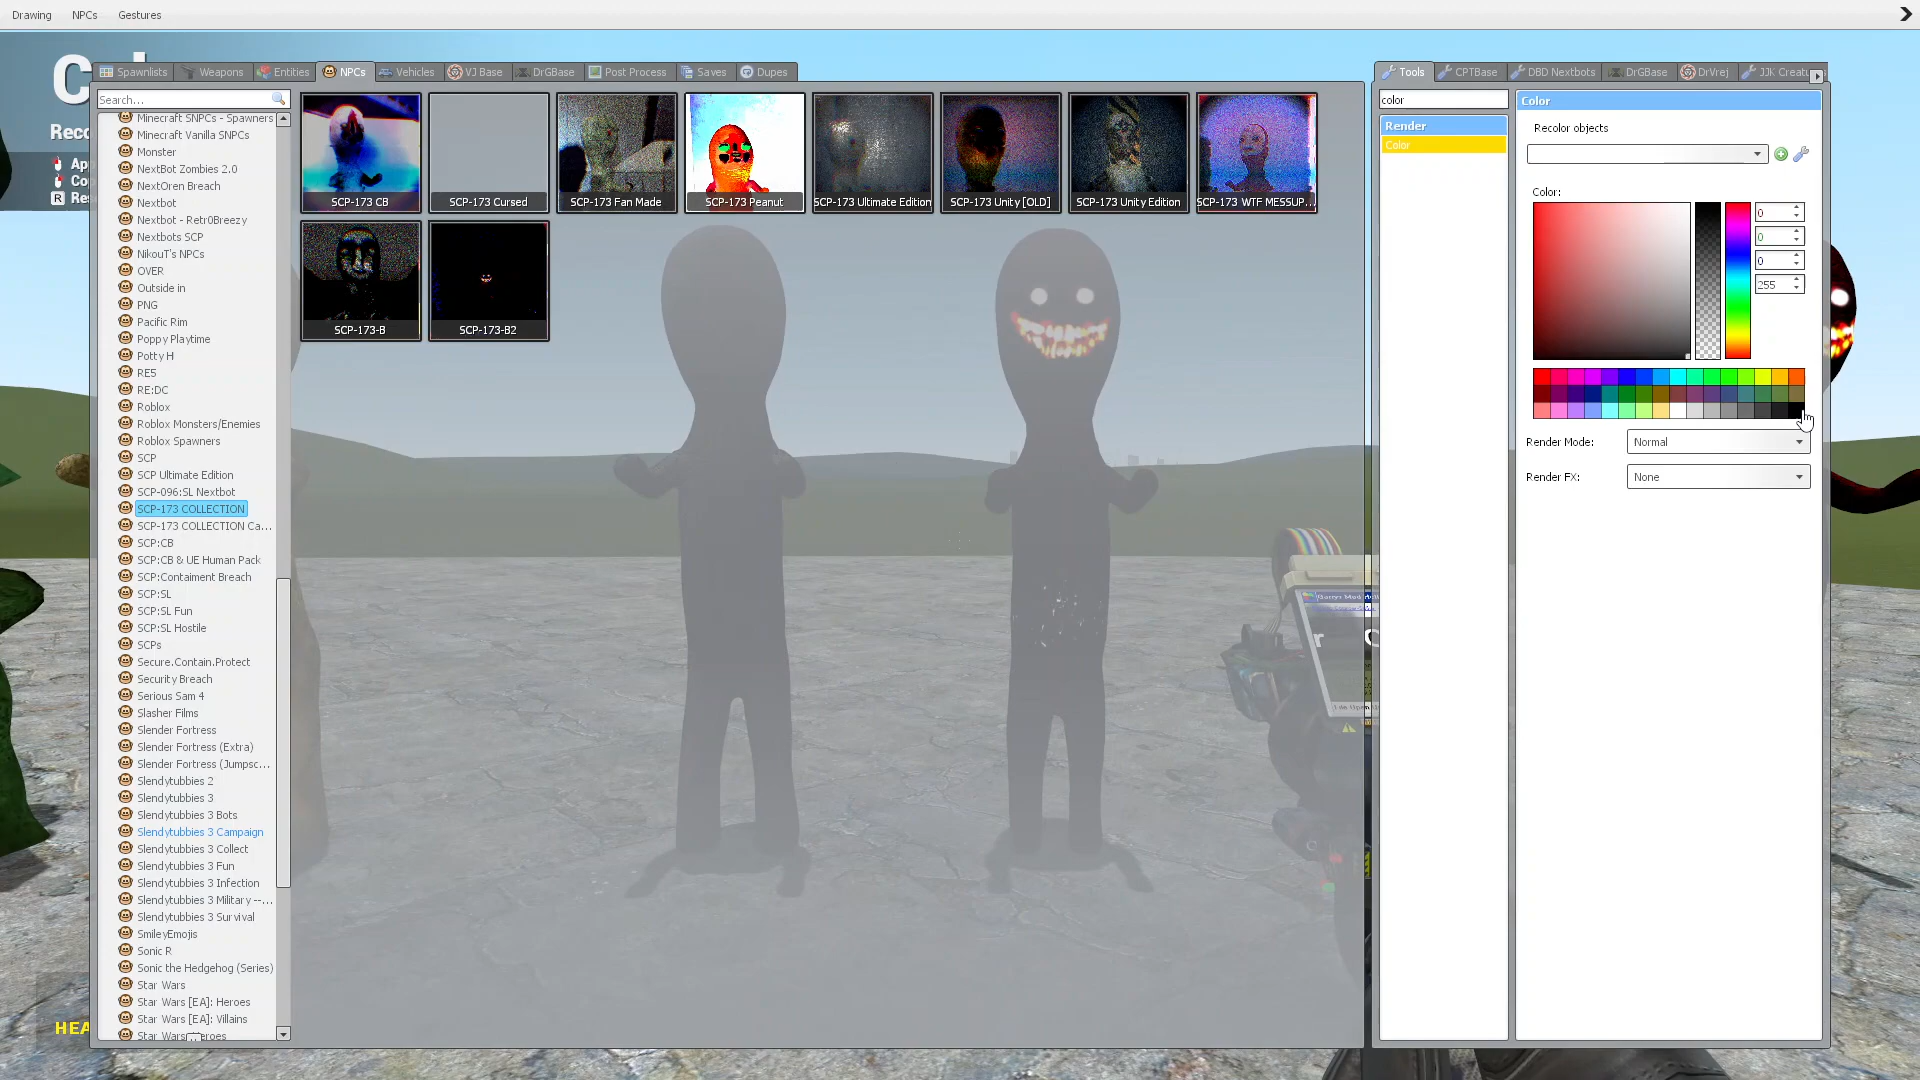 Drawing NPCs Gestures
Spawnlists Weapons Entities NPCs Vehicles VJ Base DrGBase Post Process Saves Dupes
Tools CPTBase DBD Nextbots DrGBase DrVrej JJK Creatu
Search...
Minecraft SNPCs - Spawners
Minecraft Vanilla SNPCs
Monster
NextBot Zombies 2.0
NextOren Breach
Nextbot
Nextbot - Retr0Breezy
Nextbots SCP
NikouT's NPCs
OVER
Outside in
PNG
Pacific Rim
Poppy Playtime
Potty H
RE5
RE:DC
Roblox
Roblox Monsters/Enemies
Roblox Spawners
SCP
SCP Ultimate Edition
SCP-096:SL Nextbot
SCP-173 COLLECTION
SCP-173 COLLECTION Ca...
SCP:CB
SCP:CB & UE Human Pack
SCP:Contaiment Breach
SCP:SL
SCP:SL Fun
SCP:SL Hostile
SCPs
Secure.Contain.Protect
Security Breach
Serious Sam 4
Slasher Films
Slender Fortress
Slender Fortress (Extra)
Slender Fortress (Jumpsc...
Slendytubbies 2
Slendytubbies 3
Slendytubbies 3 Bots
Slendytubbies 3 Campaign
Slendytubbies 3 Collect
Slendytubbies 3 Fun
Slendytubbies 3 Infection
Slendytubbies 3 Military --...
Slendytubbies 3 Survival
SmileyEmojis
Sonic R
Sonic the Hedgehog (Series)
Star Wars
Star Wars [EA]: Heroes
Star Wars [EA]: Villains
SCP-173 CB
SCP-173 Cursed
SCP-173 Fan Made
SCP-173 Peanut
SCP-173 Ultimate Edition
SCP-173 Unity [OLD]
SCP-173 Unity Edition
SCP-173 WTF MESSUP...
SCP-173-B
SCP-173-B2
color
Render
Color
Color
Recolor objects
Color:
0
0
0
255
Render Mode: Normal
Render FX: None
R
HEA